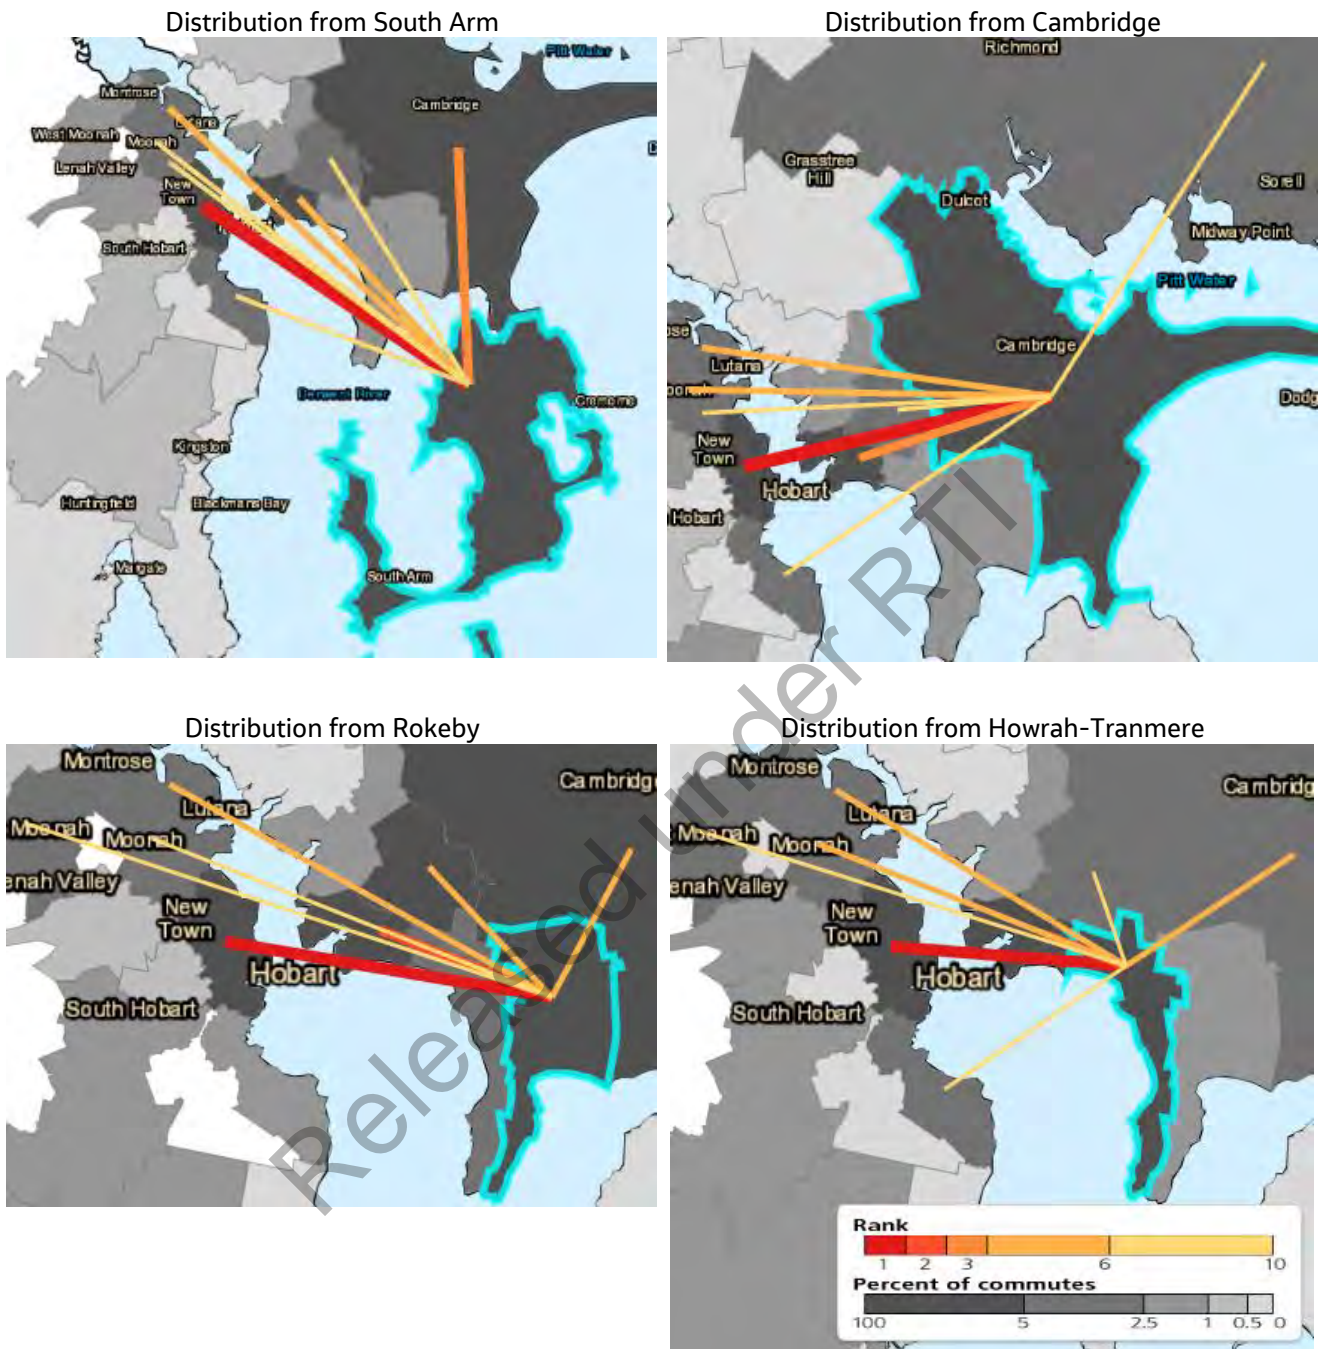 Distribution from South Arm
Pitt Water
Montrose
Lutana
Cambridge
West Moonah
Moonah
Lenah Valley
New
Town
South Hobart
Derwent River
Cremorne
Kingston
Huntingfield
Blackmans Bay
Margate
South Arm
Distribution from Cambridge
Richmond
Grasstree
Hill
Dulcot
Sorell
Midway Point
Pitt Water
Cambridge
Lutana
Dodg
New
Town
Hobart
Hobart
Distribution from Rokeby
Montrose
Cambridge
Lutana
Moonah
Moonah
enah Valley
New
Town
Hobart
South Hobart
Distribution from Howrah-Tranmere
Montrose
Cambridg
Lutana
t Moonah
Moonah
enah Valley
New
Town
Hobart
South Hobart
Rank
1 2 3 6 10
Percent of commutes
100 5 2.5 1 0.5 0
Released under RTI